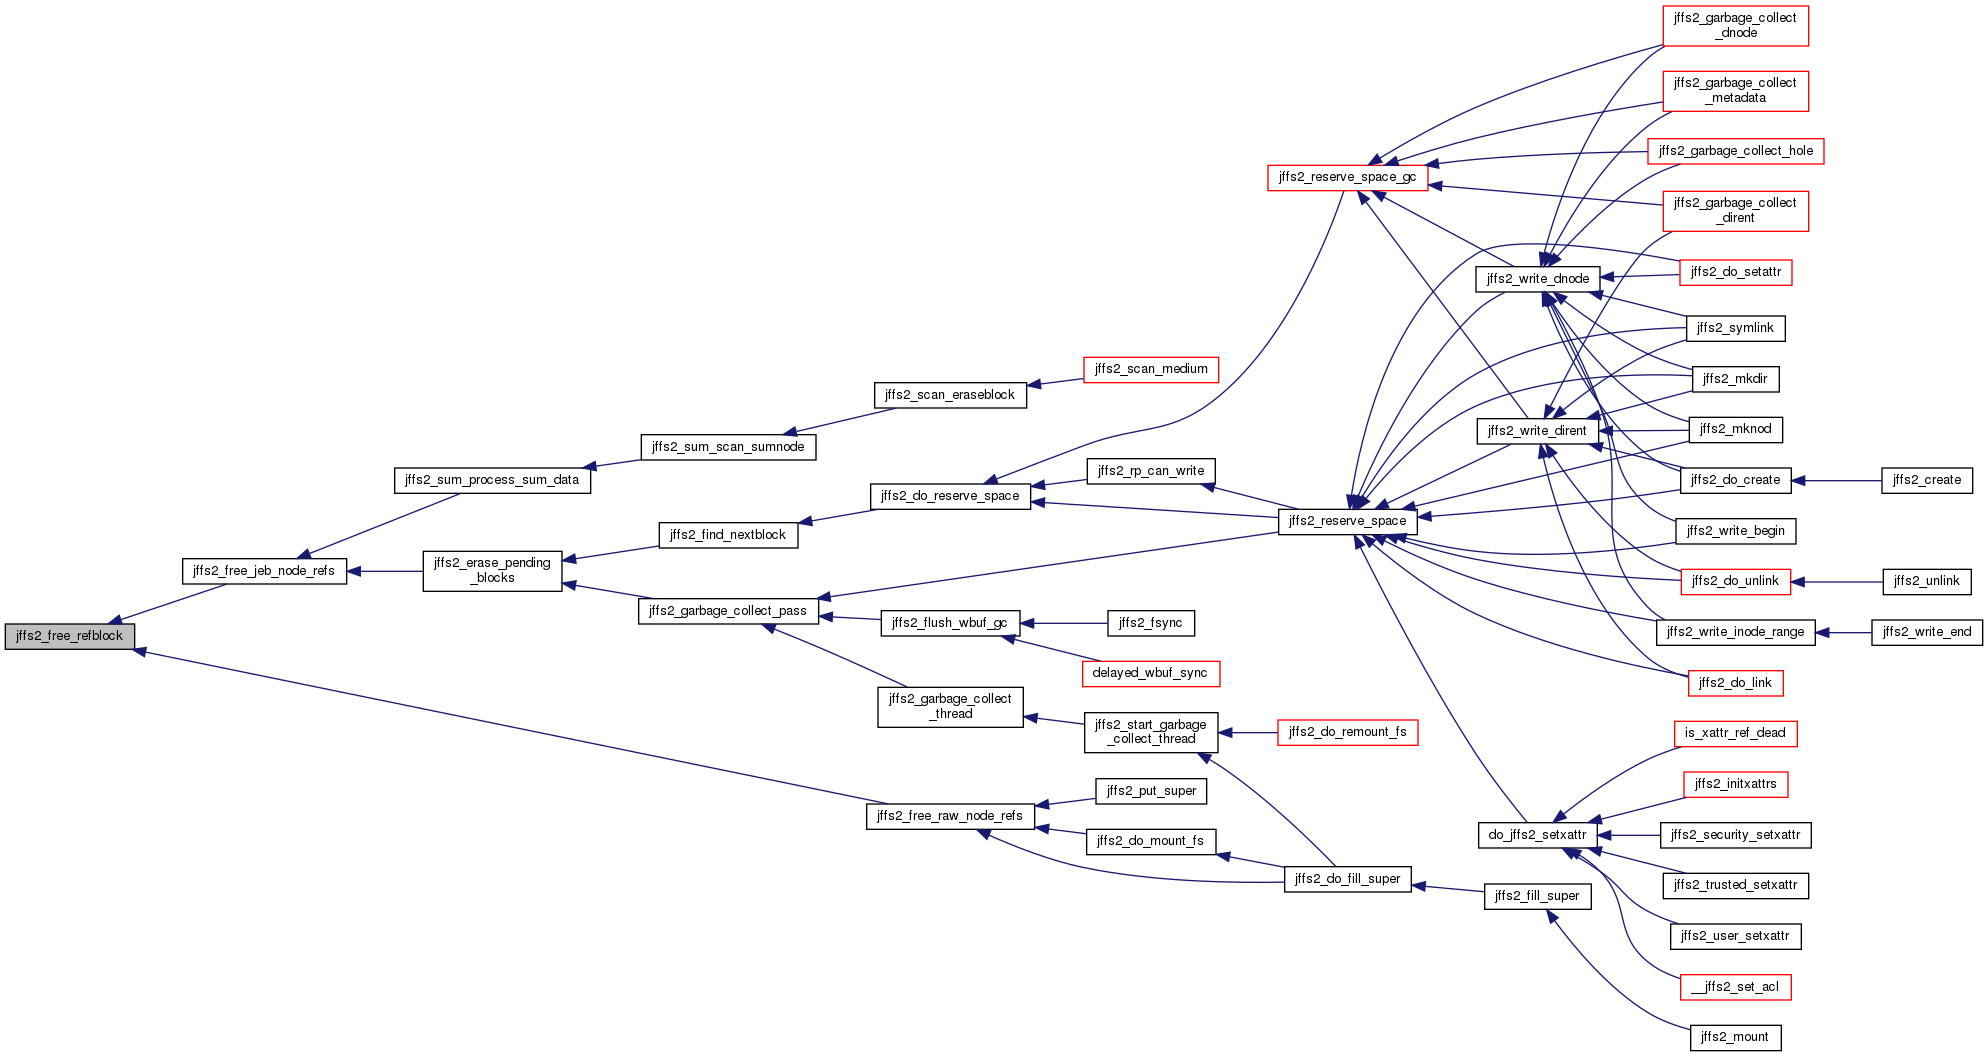 jffs2_free_refblock
jffs2_free_jeb_node_refs
jffs2_sum_process_sum_data
jffs2_erase_pending
_blocks
jffs2_sum_scan_sumnode
jffs2_find_nextblock
jffs2_garbage_collect_pass
jffs2_scan_eraseblock
jffs2_do_reserve_space
jffs2_flush_wbuf_gc
jffs2_garbage_collect
_thread
jffs2_free_raw_node_refs
jffs2_scan_medium
jffs2_rp_can_write
jffs2_fsync
delayed_wbuf_sync
jffs2_start_garbage
_collect_thread
jffs2_put_super
jffs2_do_mount_fs
jffs2_reserve_space_gc
jffs2_reserve_space
jffs2_do_remount_fs
jffs2_do_fill_super
jffs2_write_dnode
jffs2_write_dirent
do_jffs2_setxattr
jffs2_fill_super
jffs2_garbage_collect
_dnode
jffs2_garbage_collect
_metadata
jffs2_garbage_collect_hole
jffs2_garbage_collect
_dirent
jffs2_do_setattr
jffs2_symlink
jffs2_mkdir
jffs2_mknod
jffs2_do_create
jffs2_write_begin
jffs2_do_unlink
jffs2_write_inode_range
jffs2_do_link
is_xattr_ref_dead
jffs2_initxattrs
jffs2_security_setxattr
jffs2_trusted_setxattr
jffs2_user_setxattr
__jffs2_set_acl
jffs2_mount
jffs2_create
jffs2_unlink
jffs2_write_end